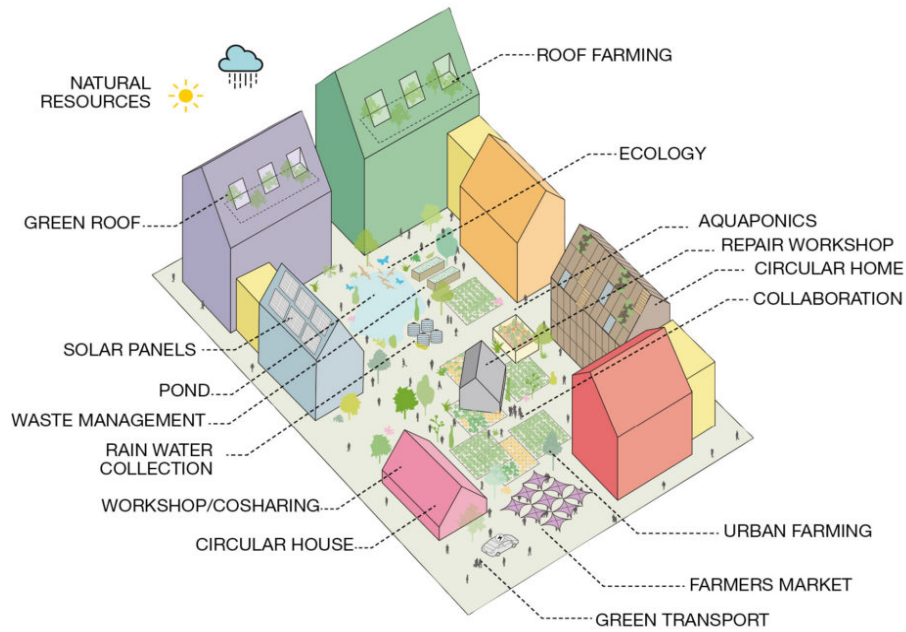 ROOF FARMING
NATURAL
RESOURCES
ECOLOGY
GREEN ROOF
AQUAPONICS
REPAIR WORKSHOP
CIRCULAR HOME
COLLABORATION
SOLAR PANELS
POND
WASTE MANAGEMENT
RAIN WATER
COLLECTION
WORKSHOP/COSHARING
CIRCULAR HOUSE
URBAN FARMING
FARMERS MARKET
GREEN TRANSPORT